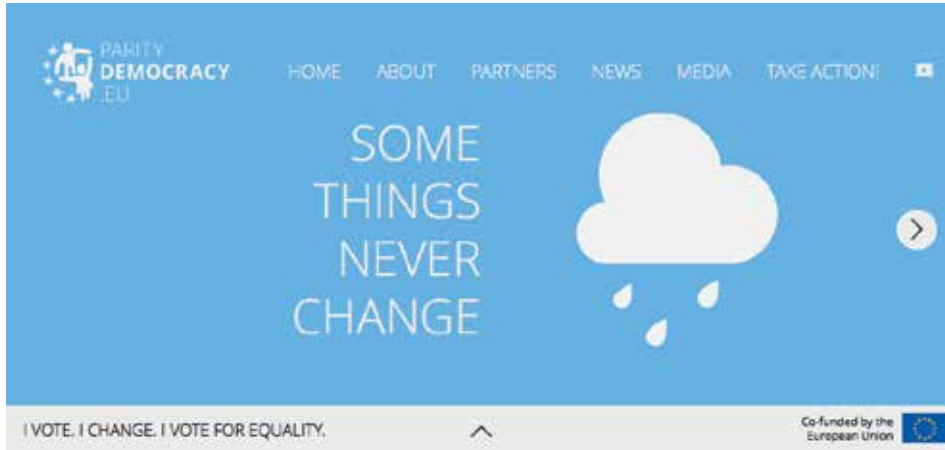 PARITY
DEMOCRACY
.EU
HOME ABOUT PARTNERS NEWS MEDIA TAKE ACTION!
SOME
THINGS
NEVER
CHANGE
I VOTE. I CHANGE. I VOTE FOR EQUALITY.
Co-funded by the
European Union